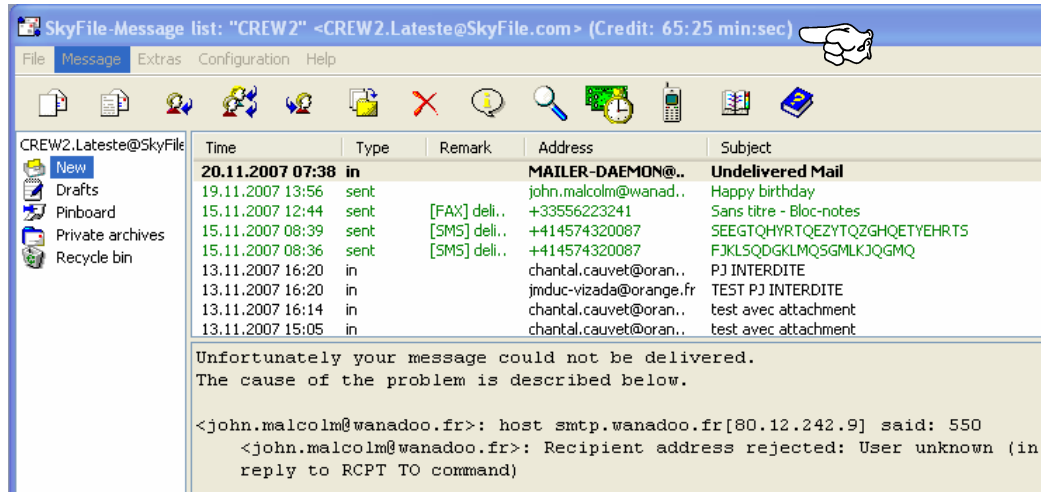 SkyFile-Message list: "CREW2" <CREW2.Lateste@SkyFile.com> (Credit: 65:25 min:sec)
File Message Extras Configuration Help
CREW2.Lateste@SkyFile
New
Drafts
Pinboard
Private archives
Recycle bin
Time Type Remark Address Subject
20.11.2007 07:38 in MAILER-DAEMON@.. Undelivered Mail
19.11.2007 13:56 sent john.malcolm@wanad.. Happy birthday
15.11.2007 12:44 sent [FAX] deli.. +33556223241 Sans titre - Bloc-notes
15.11.2007 08:39 sent [SMS] deli.. +414574320087 SEEGTQHYRTQEZYTQZGHQETYEHRTS
15.11.2007 08:36 sent [SMS] deli.. +414574320087 FJKLSQDGKLMQSGMLKJQGMQ
13.11.2007 16:20 in chantal.cauvet@oran.. PJ INTERDITE
13.11.2007 16:20 in jmduc-vizada@orange.fr TEST PJ INTERDITE
13.11.2007 16:14 in chantal.cauvet@oran.. test avec attachment
13.11.2007 15:05 in chantal.cauvet@oran.. test avec attachment
Unfortunately your message could not be delivered.
The cause of the problem is described below.
<john.malcolm@wanadoo.fr>: host smtp.wanadoo.fr[80.12.242.9] said: 550
<john.malcolm@wanadoo.fr>: Recipient address rejected: User unknown (in
reply to RCPT TO command)